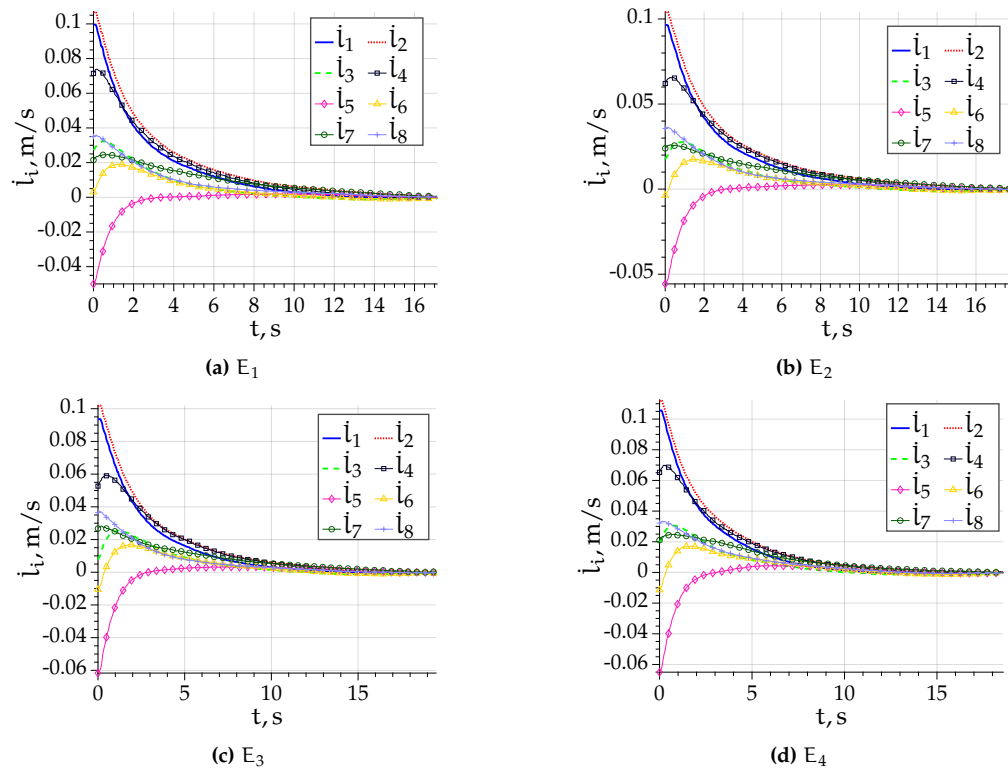 0.1
0.08
0.06
0.04
0.02
0
-0.02
-0.04
l̇ᵢ, m/s
l̇₁ l̇₂
l̇₃ l̇₄
l̇₅ l̇₆
l̇₇ l̇₈
0 2 4 6 8 10 12 14 16
t, s
(a) E₁
0.1
0.05
0
-0.05
l̇ᵢ, m/s
l̇₁ l̇₂
l̇₃ l̇₄
l̇₅ l̇₆
l̇₇ l̇₈
0 2 4 6 8 10 12 14 16
t, s
(b) E₂
0.1
0.08
0.06
0.04
0.02
0
-0.02
-0.04
-0.06
l̇ᵢ, m/s
l̇₁ l̇₂
l̇₃ l̇₄
l̇₅ l̇₆
l̇₇ l̇₈
0 5 10 15
t, s
(c) E₃
0.1
0.08
0.06
0.04
0.02
0
-0.02
-0.04
-0.06
l̇ᵢ, m/s
l̇₁ l̇₂
l̇₃ l̇₄
l̇₅ l̇₆
l̇₇ l̇₈
0 5 10 15
t, s
(d) E₄